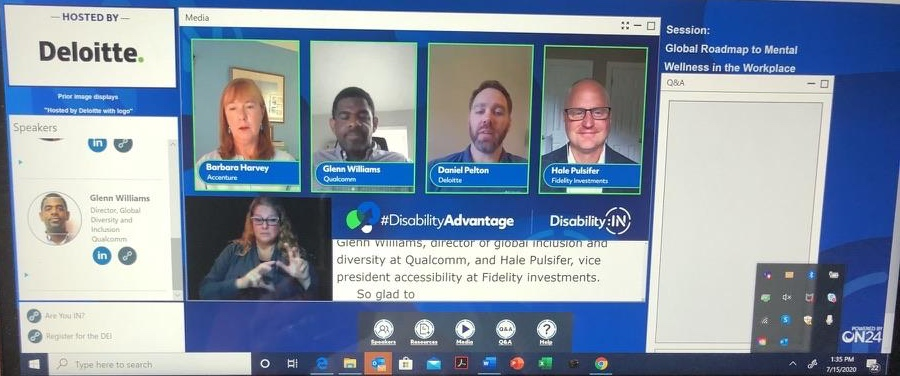 — HOSTED BY —
Deloitte.
Prior image displays
"Hosted by Deloitte with logo"
Speakers
in
Glenn Williams
Director, Global
Diversity and
Inclusion
Qualcomm
in
Are You IN?
Register for the DEI
Media
Barbara Harvey
Accenture
Glenn Williams
Qualcomm
Daniel Pelton
Deloitte
Hale Pulsifer
Fidelity Investments
#DisabilityAdvantage
Disability:IN
Glenn Williams, director of global inclusion and
diversity at Qualcomm, and Hale Pulsifer, vice
president accessibility at Fidelity investments.
So glad to
Session:
Global Roadmap to Mental
Wellness in the Workplace
Q&A
Speakers
Resources
Media
Q&A
Q&A
?
Help
POWERED BY
ON24
Type here to search
1:35 PM
7/15/2020
22